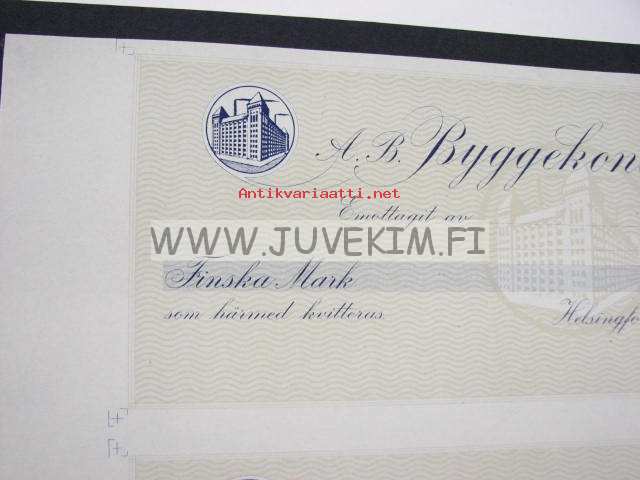 A. B. Byggekon
Antikvariaatti.net
Emottagit av
WWW.JUVEKIM.FI
Finska Mark
som härmed kvitteras
Helsingfo